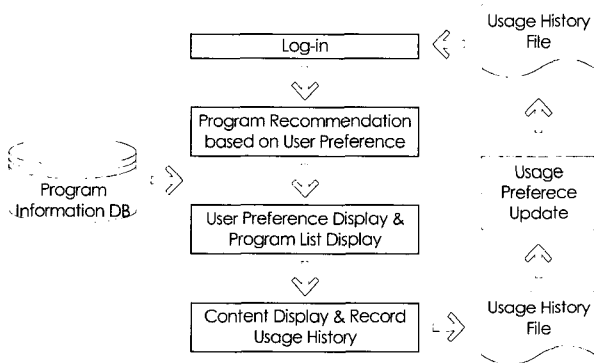 Usage History
File
Log-in
Program Recommendation
based on User Preference
Program
Information DB
Usage
Preferece
Update
User Preference Display &
Program List Display
Content Display & Record
Usage History
Usage History
File